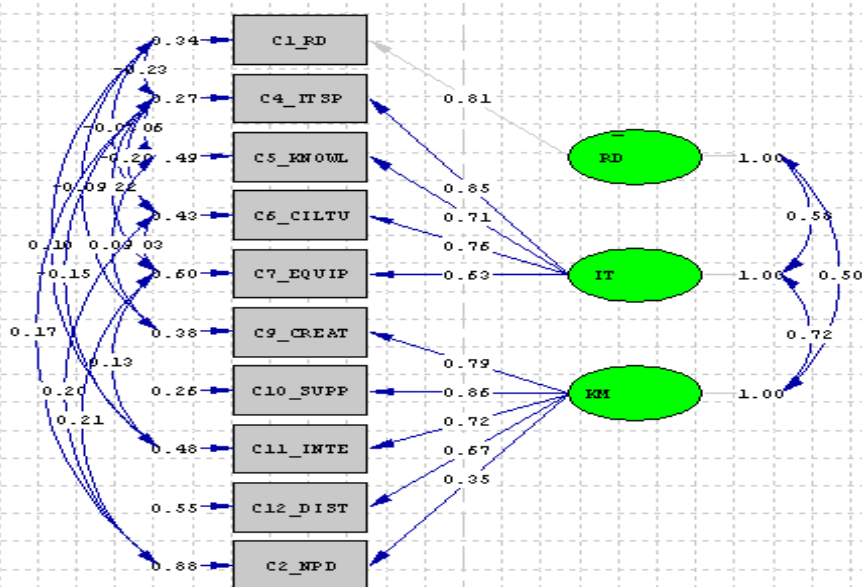 0.34 C1_RD
-0.23
0.27 C4_ITSP 0.81
0.49 C5_KNOWL RD 1.00
0.85
0.43 C6_CILTU 0.71 0.58
0.76
0.60 C7_EQUIP 0.63 IT 1.00 0.50
0.10
-0.15
0.17 0.38 C9_CREAT 0.72
0.13 0.79
0.26 C10_SUPP 0.86 KM 1.00
0.20
0.21 0.72
0.48 C11_INTE 0.67
0.35
0.55 C12_DIST
0.88 C2_NPD